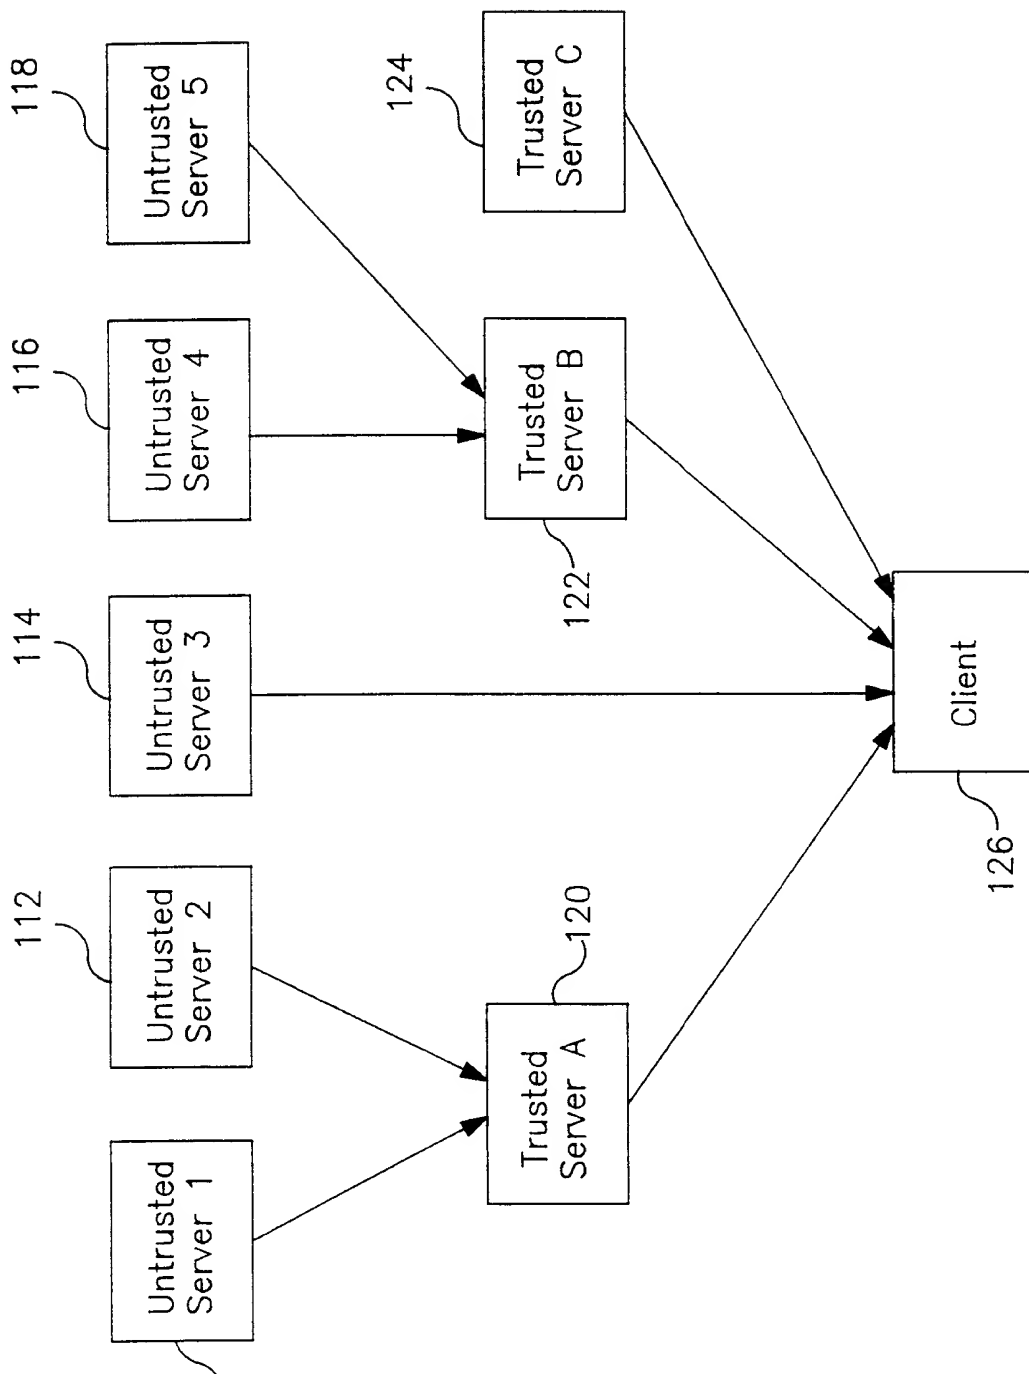 112
114
116
118
Untrusted
Server 1
Untrusted
Server 2
Untrusted
Server 3
Untrusted
Server 4
Untrusted
Server 5
120
122
124
Trusted
Server A
Trusted
Server B
Trusted
Server C
126
Client